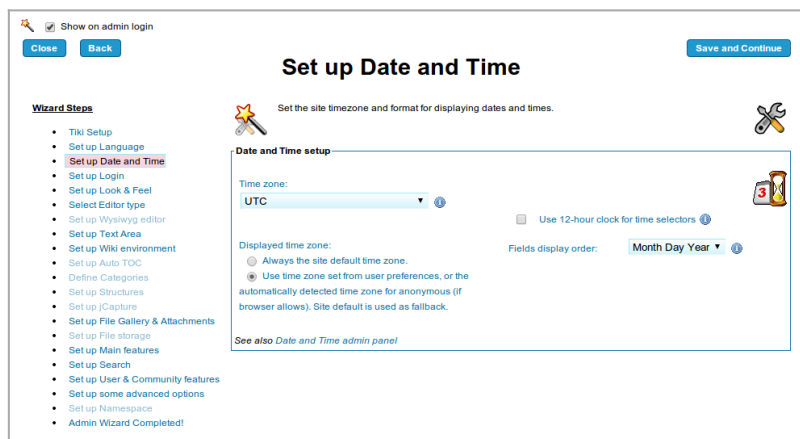 Show on admin login
Close
Back
Save and Continue
Set up Date and Time
Wizard Steps
Tiki Setup
Set up Language
Set up Date and Time
Set up Login
Set up Look & Feel
Select Editor type
Set up Wysiwyg editor
Set up Text Area
Set up Wiki environment
Set up Auto TOC
Define Categories
Set up Structures
Set up jCapture
Set up File Gallery & Attachments
Set up File storage
Set up Main features
Set up Search
Set up User & Community features
Set up some advanced options
Set up Namespace
Admin Wizard Completed!
Set the site timezone and format for displaying dates and times.
Date and Time setup
Time zone:
UTC
3
Use 12-hour clock for time selectors
Displayed time zone:
Always the site default time zone.
Use time zone set from user preferences, or the
automatically detected time zone for anonymous (if
browser allows). Site default is used as fallback.
Fields display order:
Month Day Year
See also Date and Time admin panel